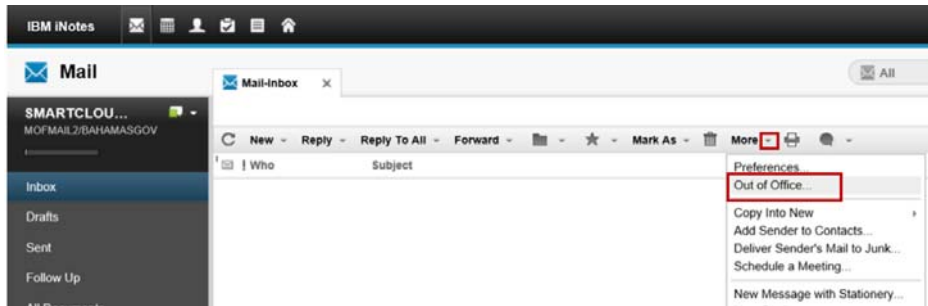 IBM iNotes
Mail
All
Mail-Inbox
SMARTCLOU...
MOFMAIL2/BAHAMASGOV
New Reply Reply To All Forward Mark As More
! Who Subject
Preferences...
Inbox
Out of Office...
Drafts
Copy Into New
Add Sender to Contacts...
Sent
Deliver Sender's Mail to Junk...
Schedule a Meeting...
Follow Up
New Message with Stationery...